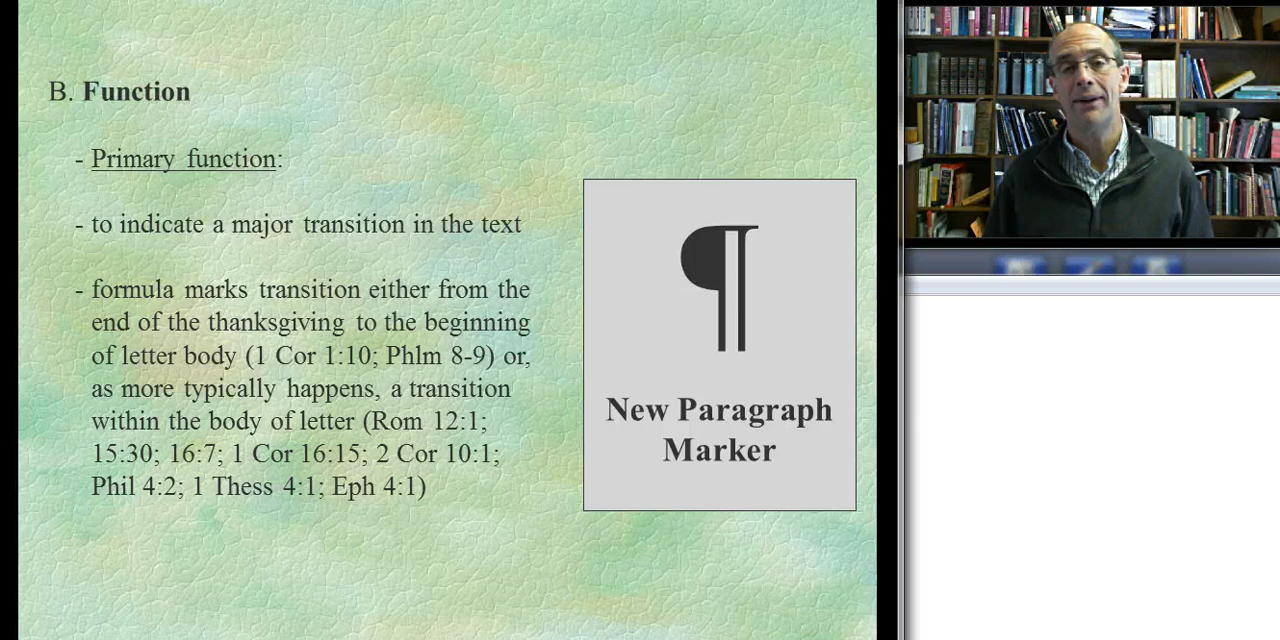 B. Function
- Primary function:
- to indicate a major transition in the text
- formula marks transition either from the
end of the thanksgiving to the beginning
of letter body (1 Cor 1:10; Phlm 8-9) or,
as more typically happens, a transition
within the body of letter (Rom 12:1;
15:30; 16:7; 1 Cor 16:15; 2 Cor 10:1;
Phil 4:2; 1 Thess 4:1; Eph 4:1)
¶
New Paragraph
Marker